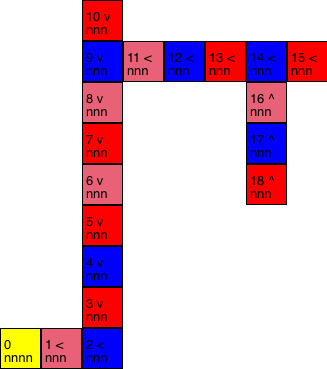 10 v
nnn
9 v
nnn
11 <
nnn
12 <
nnn
13 <
nnn
14 <
nnn
15 <
nnn
8 v
nnn
16 ^
nnn
7 v
nnn
17 ^
nnn
6 v
nnn
18 ^
nnn
5 v
nnn
4 v
nnn
3 v
nnn
0
nnnn
1 <
nnn
2 <
nnn